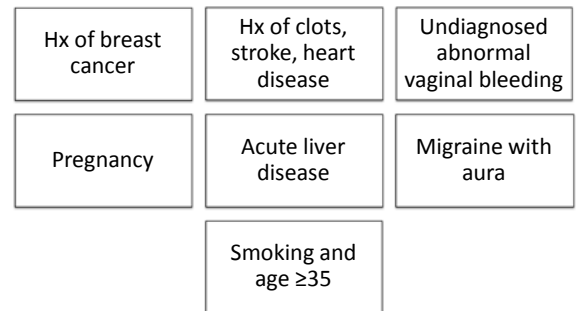 Hx of breast
cancer
Hx of clots,
stroke, heart
disease
Undiagnosed
abnormal
vaginal bleeding
Pregnancy
Acute liver
disease
Migraine with
aura
Smoking and
age ≥35